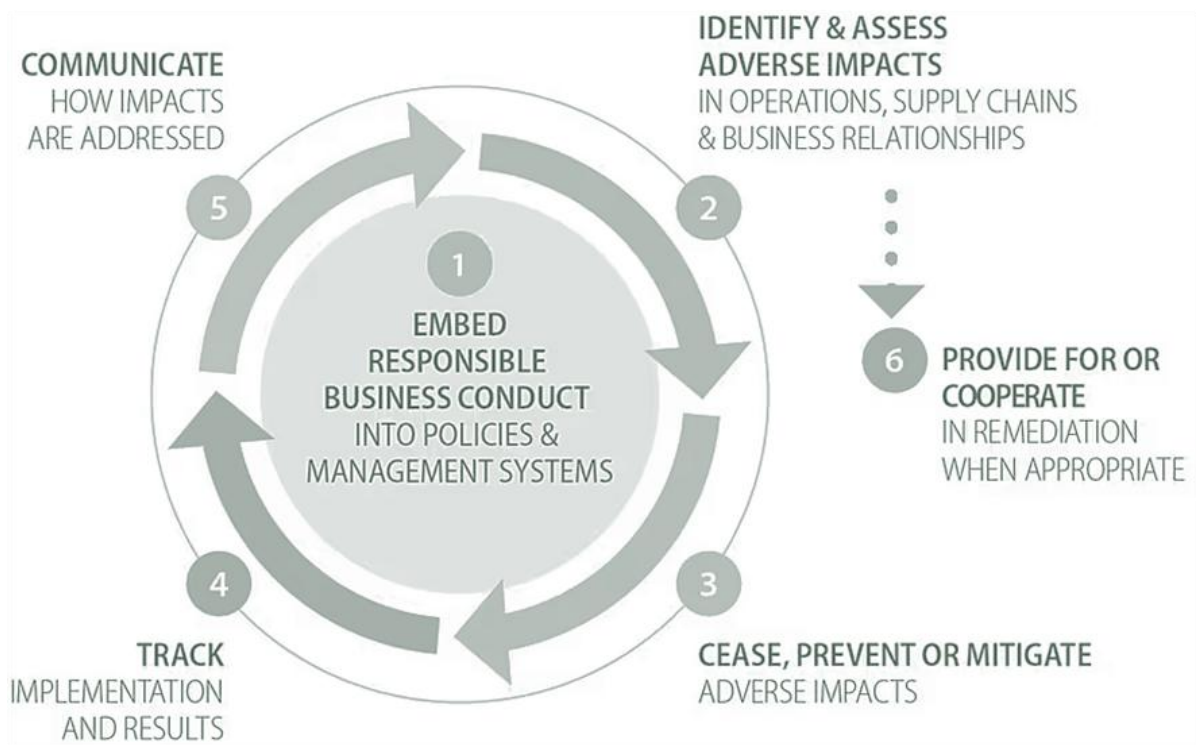 COMMUNICATE
HOW IMPACTS
ARE ADDRESSED
5
IDENTIFY & ASSESS
ADVERSE IMPACTS
IN OPERATIONS, SUPPLY CHAINS
& BUSINESS RELATIONSHIPS
2
1
EMBED
RESPONSIBLE
BUSINESS CONDUCT
INTO POLICIES &
MANAGEMENT SYSTEMS
6
PROVIDE FOR OR
COOPERATE
IN REMEDIATION
WHEN APPROPRIATE
4
TRACK
IMPLEMENTATION
AND RESULTS
3
CEASE, PREVENT OR MITIGATE
ADVERSE IMPACTS